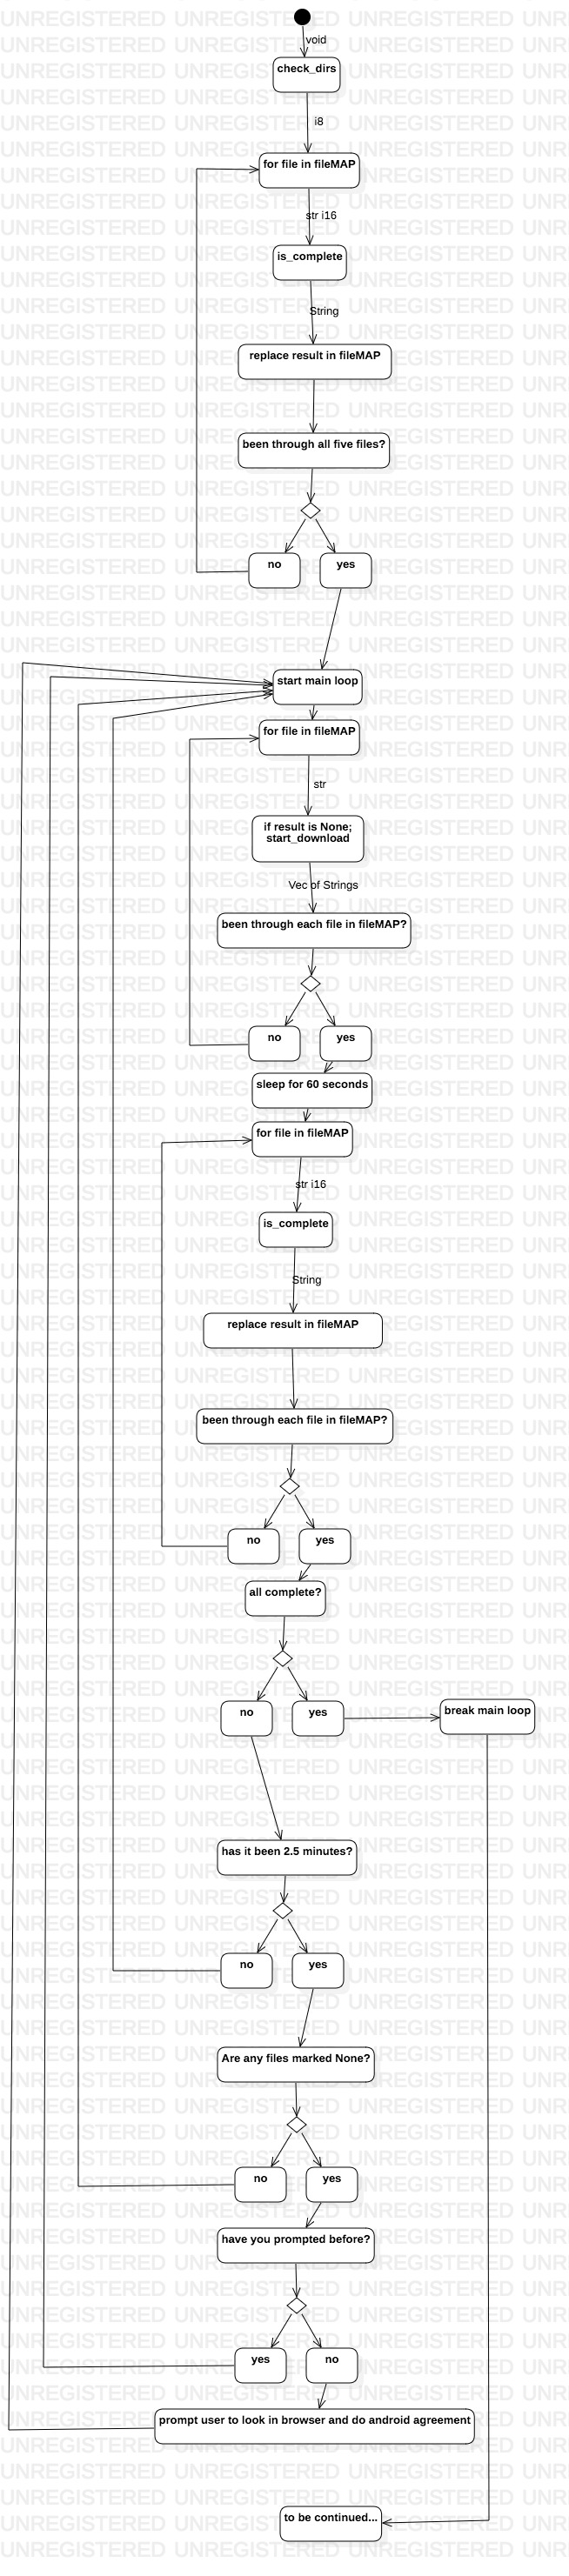 void
check_dirs
i8
for file in fileMAP
str i16
is_complete
String
replace result in fileMAP
been through all five files?
no
yes
start main loop
for file in fileMAP
str
if result is None;
start_download
Vec of Strings
been through each file in fileMAP?
no
yes
sleep for 60 seconds
for file in fileMAP
str i16
is_complete
String
replace result in fileMAP
been through each file in fileMAP?
no
yes
all complete?
no
yes
break main loop
has it been 2.5 minutes?
no
yes
Are any files marked None?
no
yes
have you prompted before?
yes
no
prompt user to look in browser and do android agreement
to be continued...
UNREGISTERED